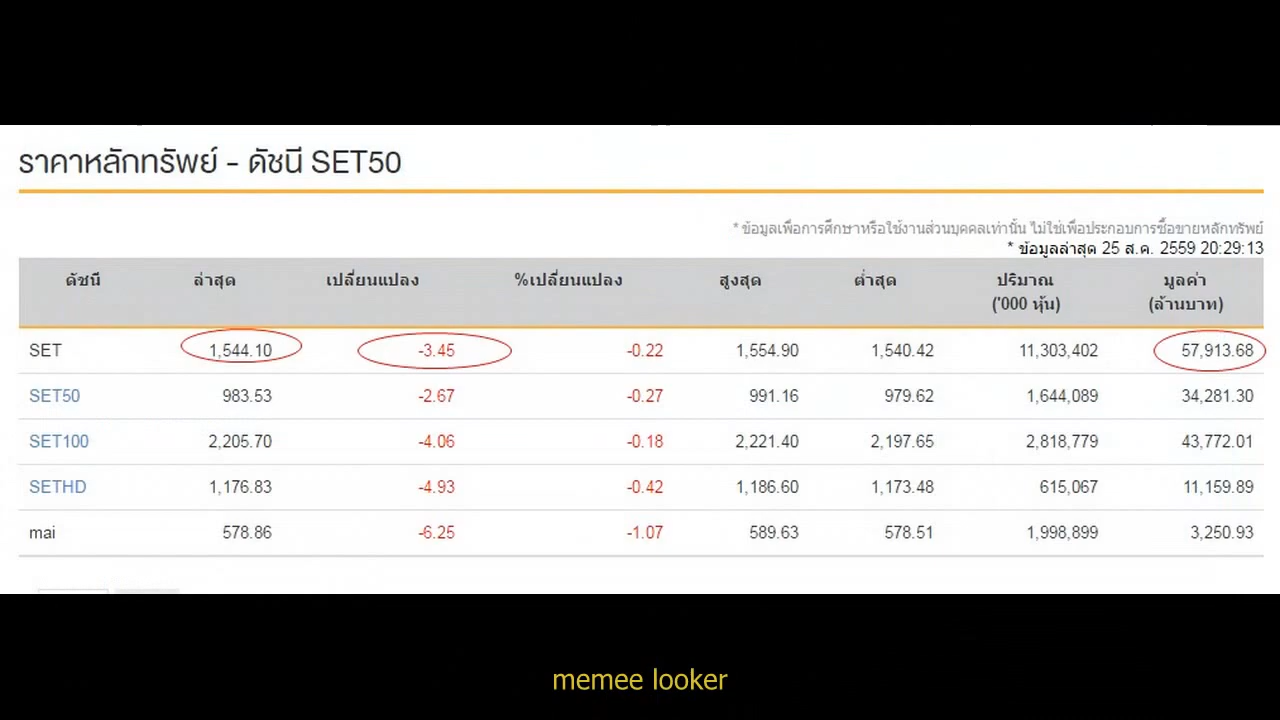 ราคาหลักทรัพย์ - ดัชนี SET50
* ข้อมูลเพื่อการศึกษาหรือใช้งานส่วนบุคคลเท่านั้น ไม่ใช่เพื่อประกอบการซื้อขายหลักทรัพย์
* ข้อมูลล่าสุด 25 ส.ค. 2559 20:29:13
ดัชนี ล่าสุด เปลี่ยนแปลง %เปลี่ยนแปลง สูงสุด ต่ำสุด ปริมาณ มูลค่า
('000 หุ้น) (ล้านบาท)
SET 1,544.10 -3.45 -0.22 1,554.90 1,540.42 11,303,402 57,913.68
SET50 983.53 -2.67 -0.27 991.16 979.62 1,644,089 34,281.30
SET100 2,205.70 -4.06 -0.18 2,221.40 2,197.65 2,818,779 43,772.01
SETHD 1,176.83 -4.93 -0.42 1,186.60 1,173.48 615,067 11,159.89
mai 578.86 -6.25 -1.07 589.63 578.51 1,998,899 3,250.93
memee looker